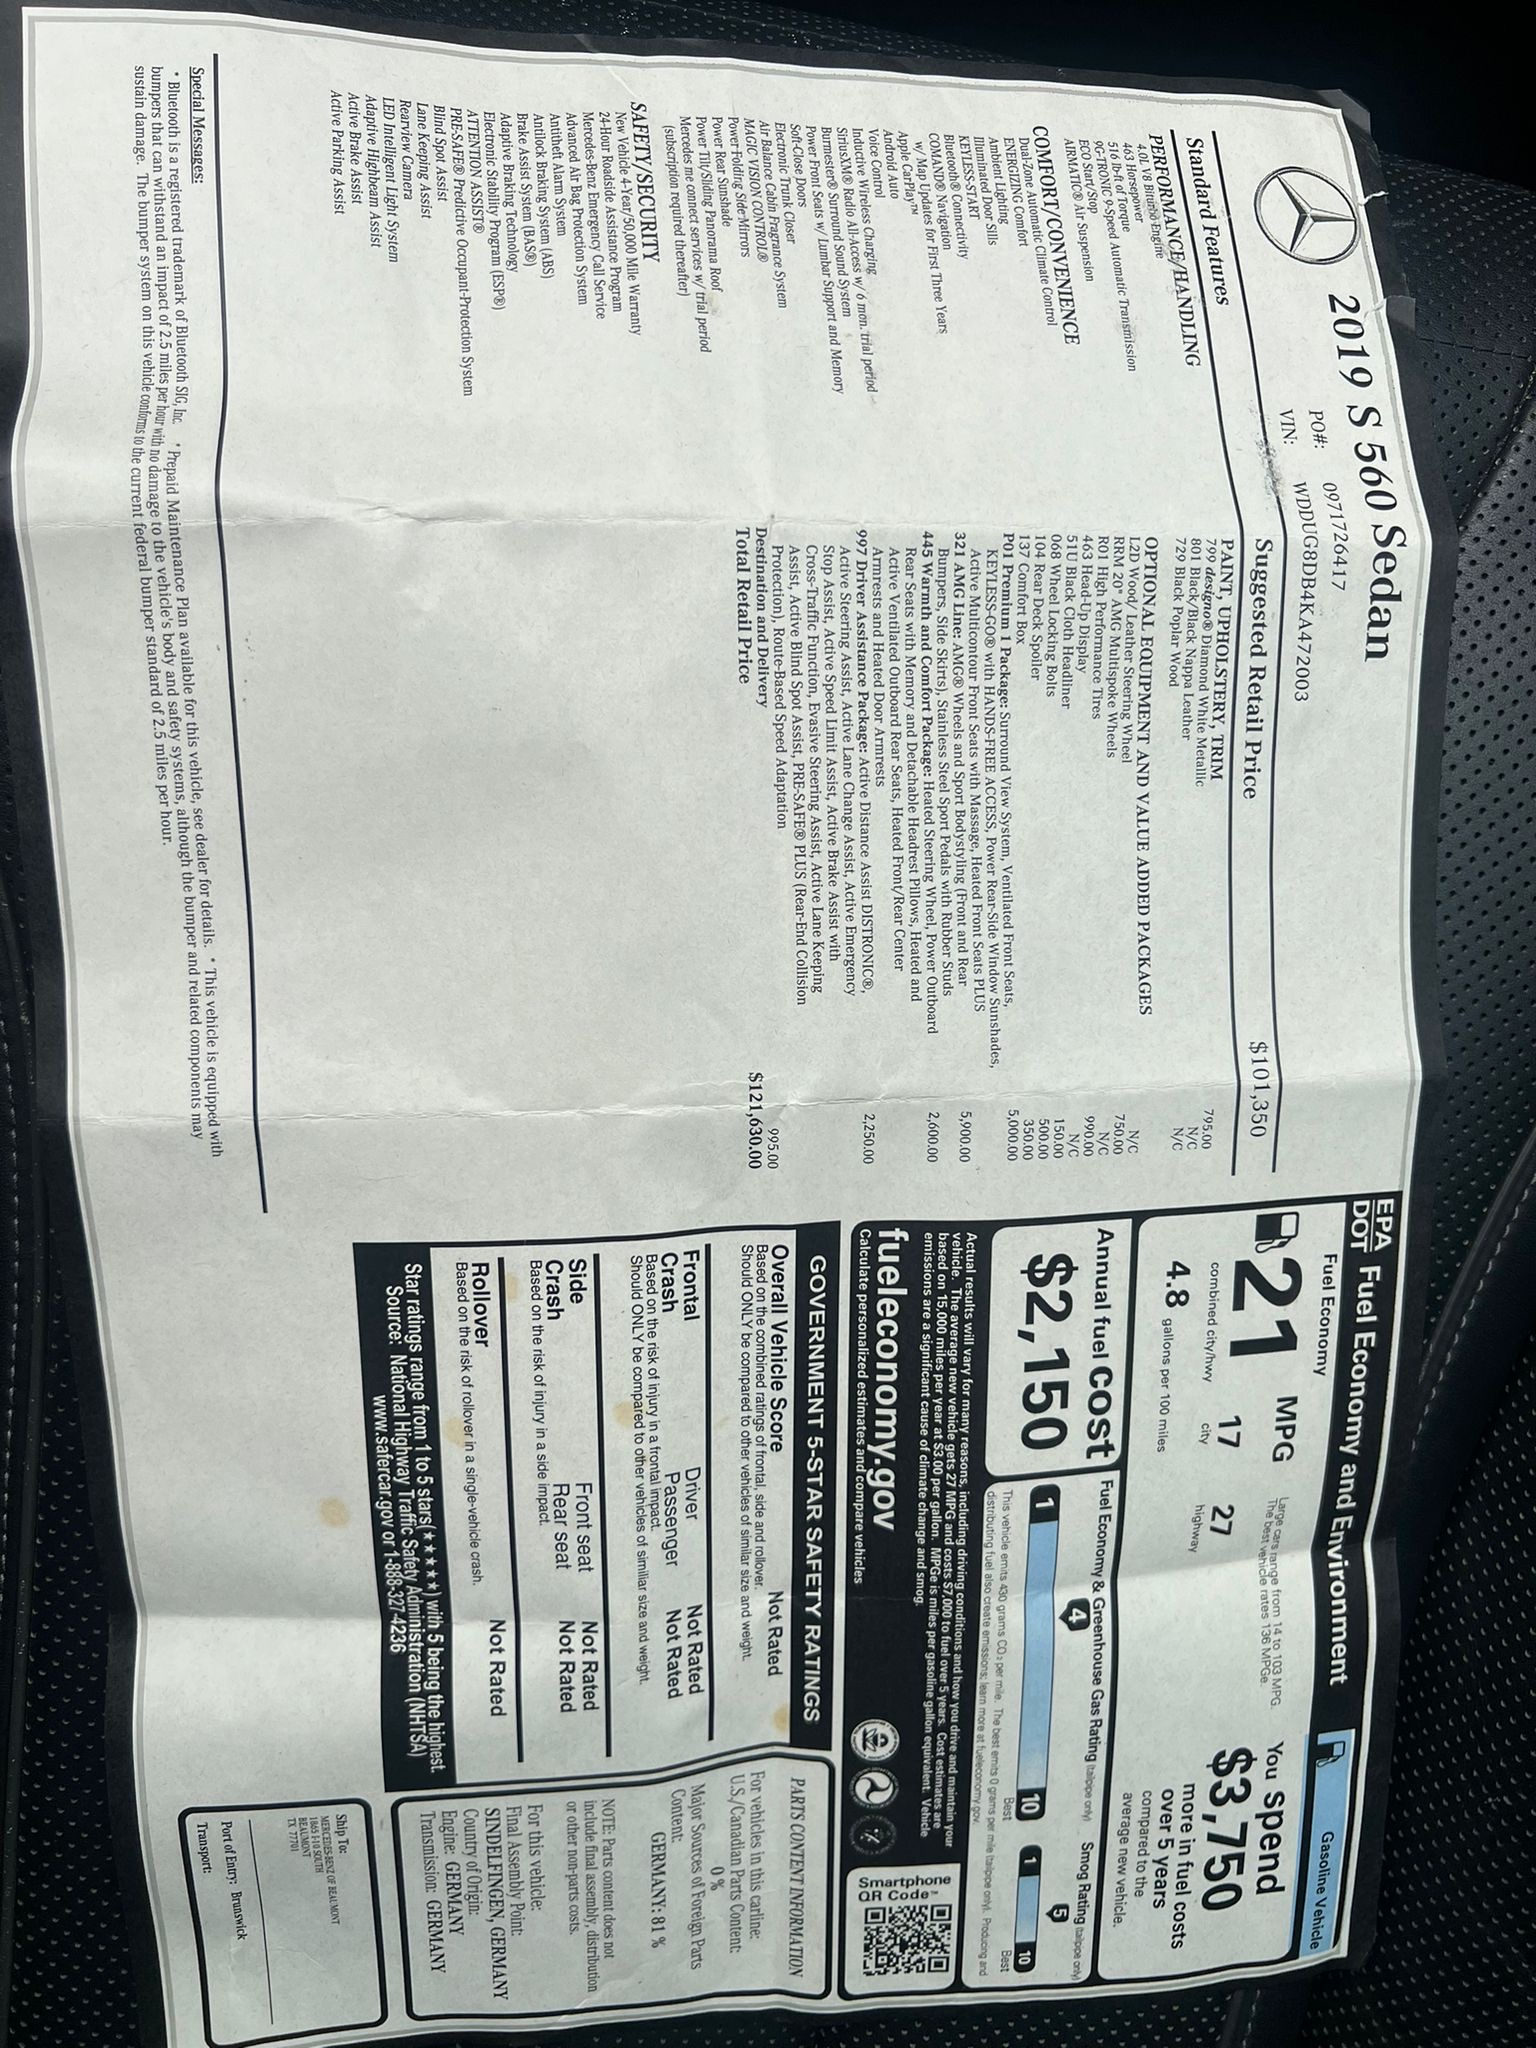 2019 S 560 Sedan
PO#: 0971726417
VIN: WDDUG8DB4KA472003
Standard Features
PERFORMANCE/HANDLING
4.0L V8 Biturbo Engine
463 Horsepower
516 lb-ft of Torque
9G-TRONIC 9-Speed Automatic Transmission
ECO Start/Stop
AIRMATIC® Air Suspension
COMFORT/CONVENIENCE
Dual-Zone Automatic Climate Control
ENERGIZING Comfort
Ambient Lighting
Illuminated Door Sills
KEYLESS-START
Bluetooth® Connectivity
COMAND® Navigation
w/ Map Updates for First Three Years
Apple CarPlay™
Android Auto
Voice Control
Inductive Wireless Charging
SiriusXM® Radio All-Access w/ 6 mon. trial period
Burmester® Surround Sound System
Power Front Seats w/ Lumbar Support and Memory
Soft-Close Doors
Electronic Trunk Closer
Air Balance Cabin Fragrance System
MAGIC VISION CONTROL®
Power Folding Side Mirrors
Power Rear Sunshade
Power Tilt/Sliding Panorama Roof
Mercedes me connect services w/ trial period
(subscription required thereafter)
SAFETY/SECURITY
New Vehicle 4-Year/50,000 Mile Warranty
24-Hour Roadside Assistance Program
Mercedes-Benz Emergency Call Service
Advanced Air Bag Protection System
Antitheft Alarm System
Antilock Braking System (ABS)
Brake Assist System (BAS®)
Adaptive Braking Technology
Electronic Stability Program (ESP®)
ATTENTION ASSIST®
PRE-SAFE® Predictive Occupant-Protection System
Blind Spot Assist
Lane Keeping Assist
Rearview Camera
LED Intelligent Light System
Adaptive Highbeam Assist
Active Brake Assist
Active Parking Assist
Suggested Retail Price $101,350
PAINT, UPHOLSTERY, TRIM
799 designo® Diamond White Metallic 795.00
801 Black/Black Nappa Leather N/C
729 Black Poplar Wood N/C
OPTIONAL EQUIPMENT AND VALUE ADDED PACKAGES
L2D Wood/ Leather Steering Wheel N/C
RRM 20" AMG Multispoke Wheels 750.00
R01 High Performance Tires N/C
463 Head-Up Display 990.00
51U Black Cloth Headliner N/C
068 Wheel Locking Bolts 150.00
104 Rear Deck Spoiler 500.00
137 Comfort Box 350.00
P01 Premium 1 Package: Surround View System, Ventilated Front Seats, 5,000.00
KEYLESS-GO® with HANDS-FREE ACCESS, Power Rear-Side Window Sunshades,
Active Multicontour Front Seats with Massage, Heated Front Seats PLUS
321 AMG Line: AMG® Wheels and Sport Bodystyling (Front and Rear 5,900.00
Bumpers, Side Skirts), Stainless Steel Sport Pedals with Rubber Studs
445 Warmth and Comfort Package: Heated Steering Wheel, Power Outboard 2,600.00
Rear Seats with Memory and Detachable Headrest Pillows, Heated and
Active Ventilated Outboard Rear Seats, Heated Front/Rear Center
Armrests and Heated Door Armrests
997 Driver Assistance Package: Active Distance Assist DISTRONIC®, 2,250.00
Active Steering Assist, Active Lane Change Assist, Active Emergency
Stop Assist, Active Speed Limit Assist, Active Brake Assist with
Cross-Traffic Function, Evasive Steering Assist, Active Lane Keeping
Assist, Active Blind Spot Assist, PRE-SAFE® PLUS (Rear-End Collision
Protection), Route-Based Speed Adaptation
Destination and Delivery 995.00
Total Retail Price $121,630.00
Special Messages:
* Bluetooth is a registered trademark of Bluetooth SIG, Inc. * Prepaid Maintenance Plan available for this vehicle, see dealer for details. * This vehicle is equipped with
bumpers that can withstand an impact of 2.5 miles per hour with no damage to the vehicle's body and safety systems, although the bumper and related components may
sustain damage. The bumper system on this vehicle conforms to the current federal bumper standard of 2.5 miles per hour.
EPA
DOT Fuel Economy and Environment
Gasoline Vehicle
Fuel Economy
21 MPG
combined city/hwy
17
city
27
highway
4.8 gallons per 100 miles
Large cars range from 14 to 103 MPG.
The best vehicle rates 136 MPGe.
You spend
$3,750
more in fuel costs
over 5 years
compared to the
average new vehicle.
Annual fuel cost
$2,150
Fuel Economy & Greenhouse Gas Rating (tailpipe only)
1
4
10
Best
Smog Rating (tailpipe only)
1
5
10
Best
This vehicle emits 430 grams CO2 per mile. The best emits 0 grams per mile (tailpipe only). Producing and
distributing fuel also create emissions; learn more at fueleconomy.gov.
Actual results will vary for many reasons, including driving conditions and how you drive and maintain your
vehicle. The average new vehicle gets 27 MPG and costs $7,000 to fuel over 5 years. Cost estimates are
based on 15,000 miles per year at $3.00 per gallon. MPGe is miles per gasoline gallon equivalent. Vehicle
emissions are a significant cause of climate change and smog.
fueleconomy.gov
Calculate personalized estimates and compare vehicles
Smartphone
QR Code™
GOVERNMENT 5-STAR SAFETY RATINGS
Overall Vehicle Score Not Rated
Based on the combined ratings of frontal, side and rollover.
Should ONLY be compared to other vehicles of similar size and weight.
Frontal Driver Not Rated
Crash Passenger Not Rated
Based on the risk of injury in a frontal impact.
Should ONLY be compared to other vehicles of similiar size and weight.
Side Front seat Not Rated
Crash Rear seat Not Rated
Based on the risk of injury in a side impact.
Rollover Not Rated
Based on the risk of rollover in a single-vehicle crash.
Star ratings range from 1 to 5 stars(★★★★★) with 5 being the highest.
Source: National Highway Traffic Safety Administration (NHTSA)
www.safercar.gov or 1-888-327-4236
PARTS CONTENT INFORMATION
For vehicles in this carline:
U.S./Canadian Parts Content:
0 %
Major Sources of Foreign Parts
Content:
GERMANY: 81 %
NOTE: Parts content does not
include final assembly, distribution
or other non-parts costs.
For this vehicle:
Final Assembly Point:
SINDELFINGEN, GERMANY
Country of Origin:
Engine: GERMANY
Transmission: GERMANY
Ship To:
MERCEDES-BENZ OF BEAUMONT
1865 I-10 SOUTH
BEAUMONT
TX 77701
Port of Entry: Brunswick
Transport: